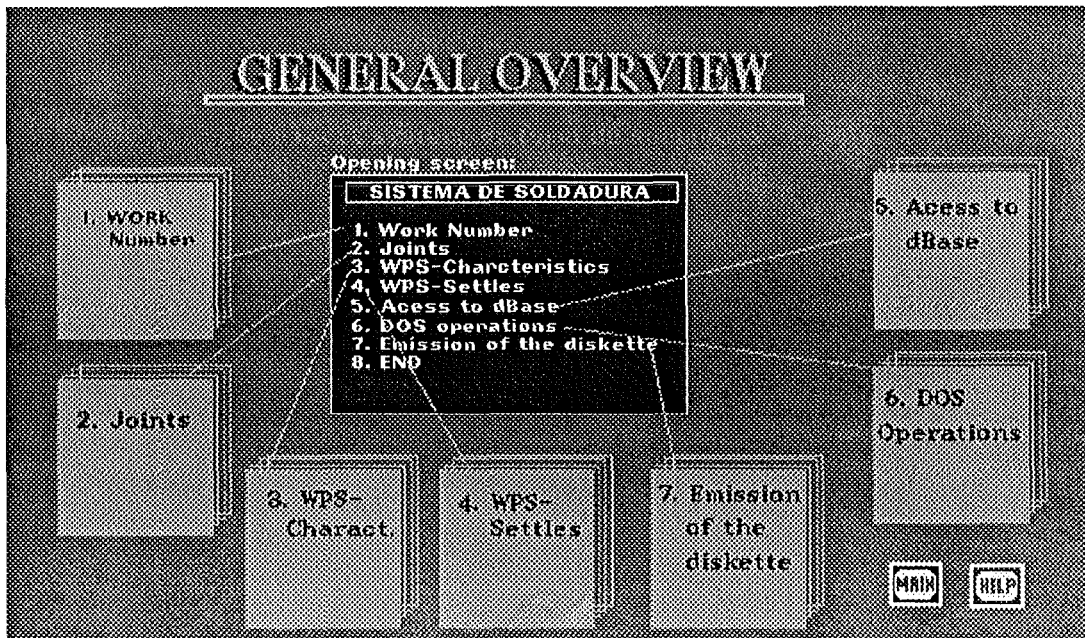 GENERAL OVERVIEW
Opening screen:
SISTEMA DE SOLDADURA
1. Work Number
2. Joints
3. WPS-Charcteristics
4. WPS-Settles
5. Acess to dBase
6. DOS operations
7. Emission of the diskette
8. END
1. WORK
Number
2. Joints
3. WPS-
Charact.
4. WPS-
Settles
7. Emission
of the
diskette
5. Acess to
dBase
6. DOS
Operations
MAIN
HELP